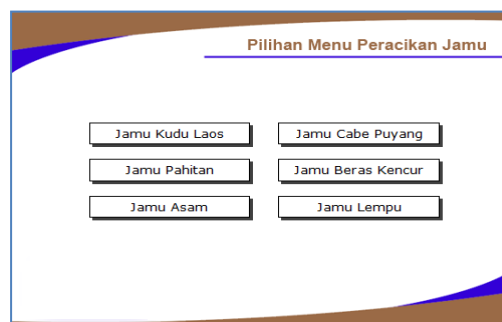 Pilihan Menu Peracikan Jamu
Jamu Kudu Laos
Jamu Cabe Puyang
Jamu Pahitan
Jamu Beras Kencur
Jamu Asam
Jamu Lempu